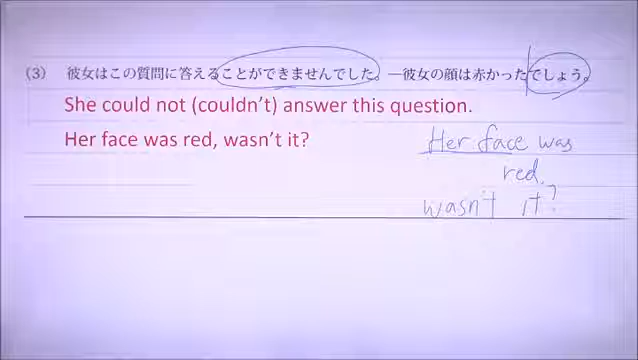 (3) 彼女はこの質問に答えることができませんでした。―彼女の顔は赤かったでしょう。
She could not (couldn't) answer this question.
Her face was red, wasn't it?
Her face was
red,
wasn't it?